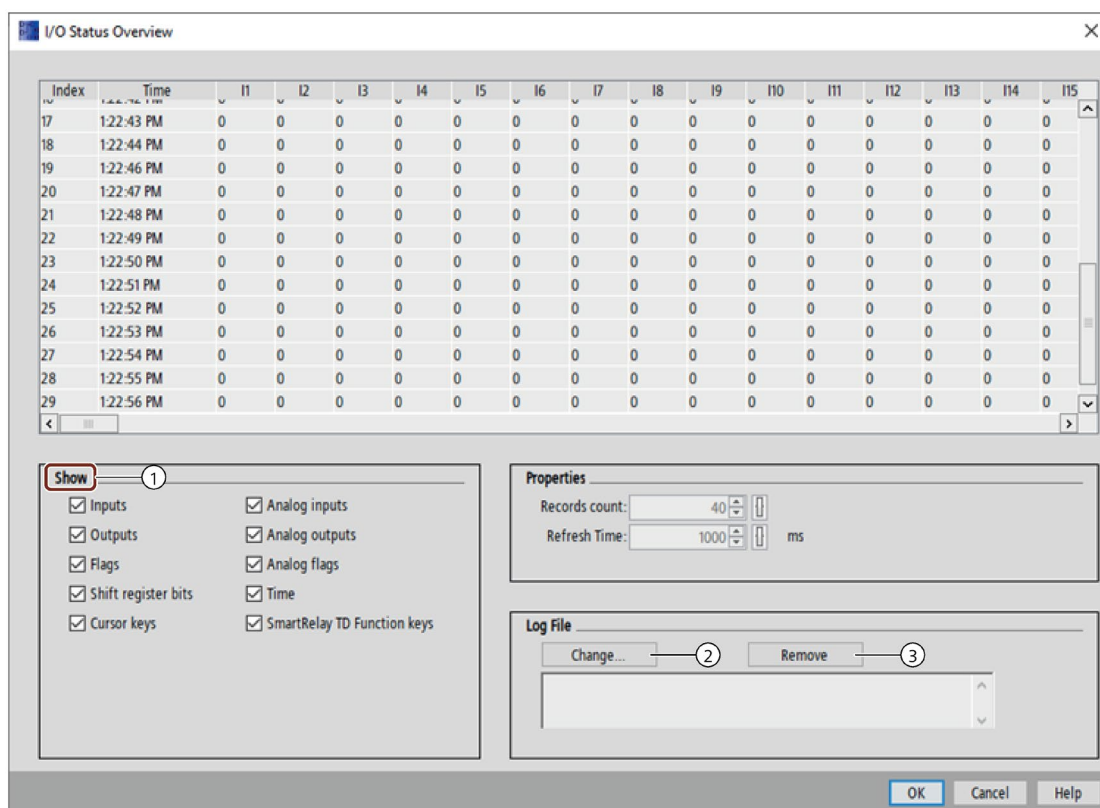 I/O Status Overview
Index Time I1 I2 I3 I4 I5 I6 I7 I8 I9 I10 I11 I12 I13 I14 I15
17 1:22:43 PM 0 0 0 0 0 0 0 0 0 0 0 0 0 0 0
18 1:22:44 PM 0 0 0 0 0 0 0 0 0 0 0 0 0 0 0
19 1:22:46 PM 0 0 0 0 0 0 0 0 0 0 0 0 0 0 0
20 1:22:47 PM 0 0 0 0 0 0 0 0 0 0 0 0 0 0 0
21 1:22:48 PM 0 0 0 0 0 0 0 0 0 0 0 0 0 0 0
22 1:22:49 PM 0 0 0 0 0 0 0 0 0 0 0 0 0 0 0
23 1:22:50 PM 0 0 0 0 0 0 0 0 0 0 0 0 0 0 0
24 1:22:51 PM 0 0 0 0 0 0 0 0 0 0 0 0 0 0 0
25 1:22:52 PM 0 0 0 0 0 0 0 0 0 0 0 0 0 0 0
26 1:22:53 PM 0 0 0 0 0 0 0 0 0 0 0 0 0 0 0
27 1:22:54 PM 0 0 0 0 0 0 0 0 0 0 0 0 0 0 0
28 1:22:55 PM 0 0 0 0 0 0 0 0 0 0 0 0 0 0 0
29 1:22:56 PM 0 0 0 0 0 0 0 0 0 0 0 0 0 0 0
Show 1
Inputs Analog inputs
Outputs Analog outputs
Flags Analog flags
Shift register bits Time
Cursor keys SmartRelay TD Function keys
Properties
Records count: 40
Refresh Time: 1000 ms
Log File
Change... 2 Remove 3
OK Cancel Help